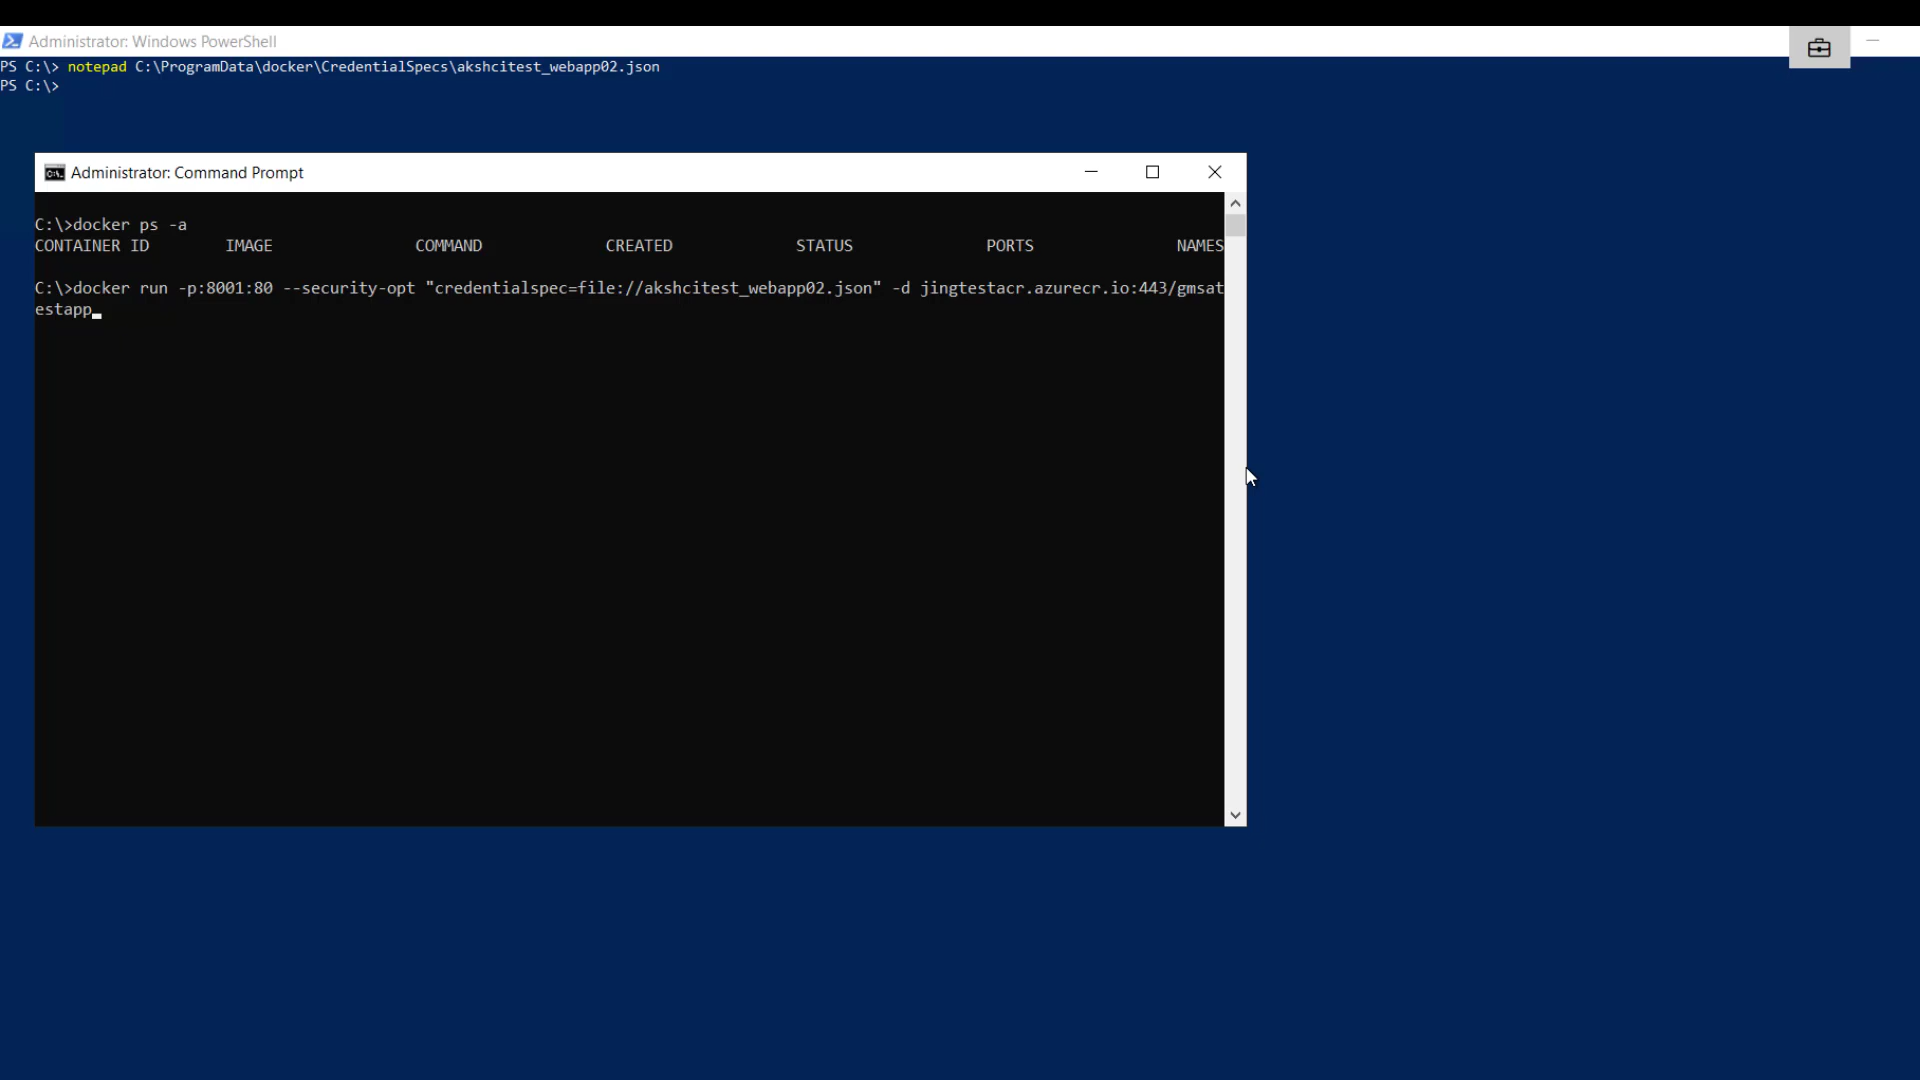 Administrator: Windows PowerShell
PS C:\> notepad C:\ProgramData\docker\CredentialSpecs\akshcitest_webapp02.json
PS C:\>
Administrator: Command Prompt
C:\>docker ps -a
CONTAINER ID IMAGE COMMAND CREATED STATUS PORTS NAMES
C:\>docker run -p:8001:80 --security-opt "credentialspec=file://akshcitest_webapp02.json" -d jingtestacr.azurecr.io:443/gmsat
estapp